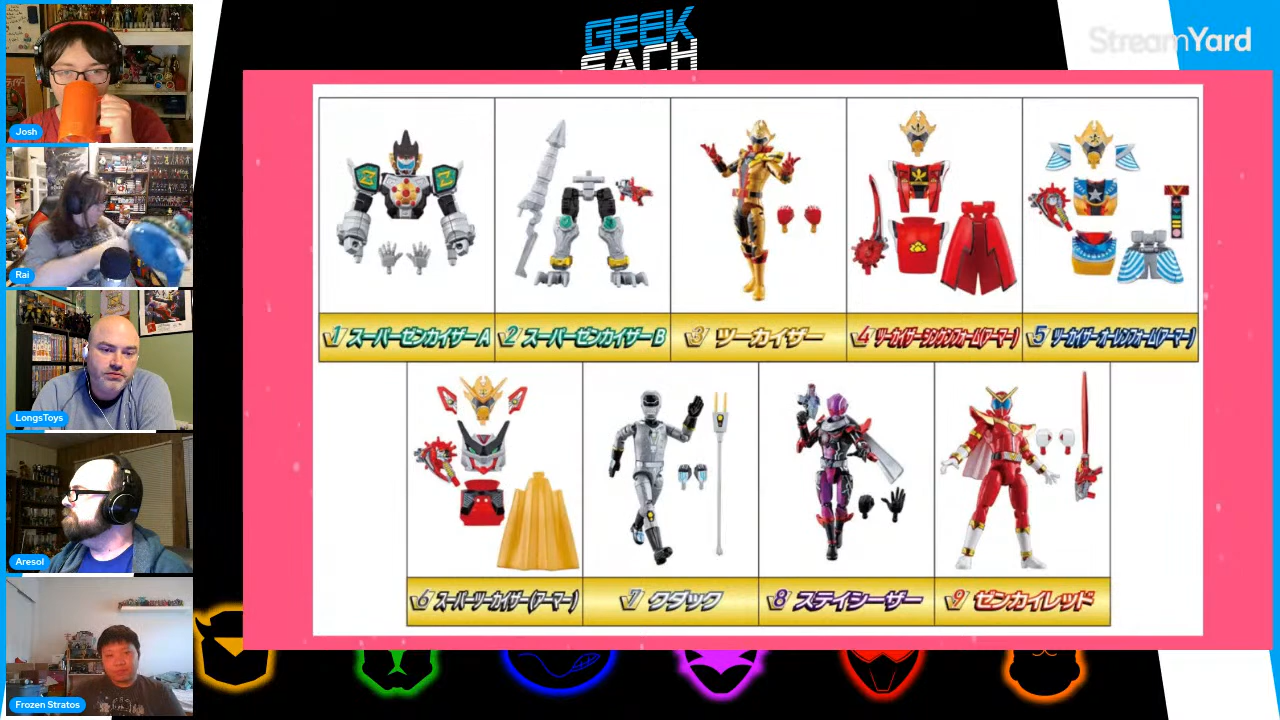 GEEK
EACH
StreamYard
Josh
Rai
LongsToys
Aresol
Frozen Stratos
1 スーパーゼンカイザーA
2 スーパーゼンカイザーB
3 ツーカイザー
4 ツーカイザーシンケンフォーム(アーマー)
5 ツーカイザーオーレンフォーム(アーマー)
6 スーパーツーカイザー(アーマー)
7 クダック
8 ステイシーザー
9 ゼンカイレッド